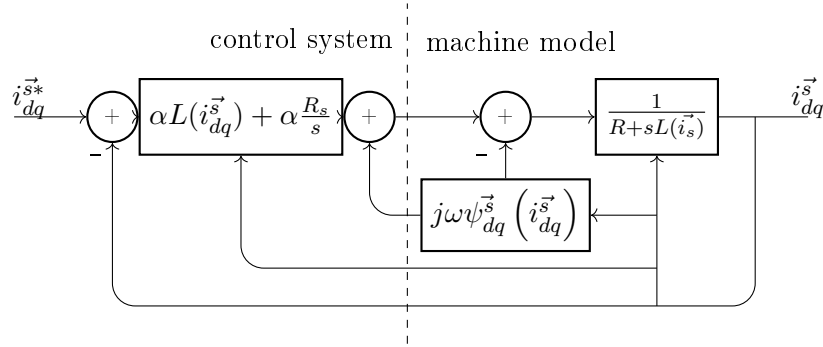 control system machine model
$\vec{i_{dq}^{s*}}$ + $\alpha L(\vec{i_{dq}^{s}}) + \alpha \frac{R_s}{s}$ + + $\frac{1}{R+sL(\vec{i_s})}$ $\vec{i_{dq}^{s}}$
- -
$j\omega\vec{\psi_{dq}^{s}}\left(\vec{i_{dq}^{s}}\right)$